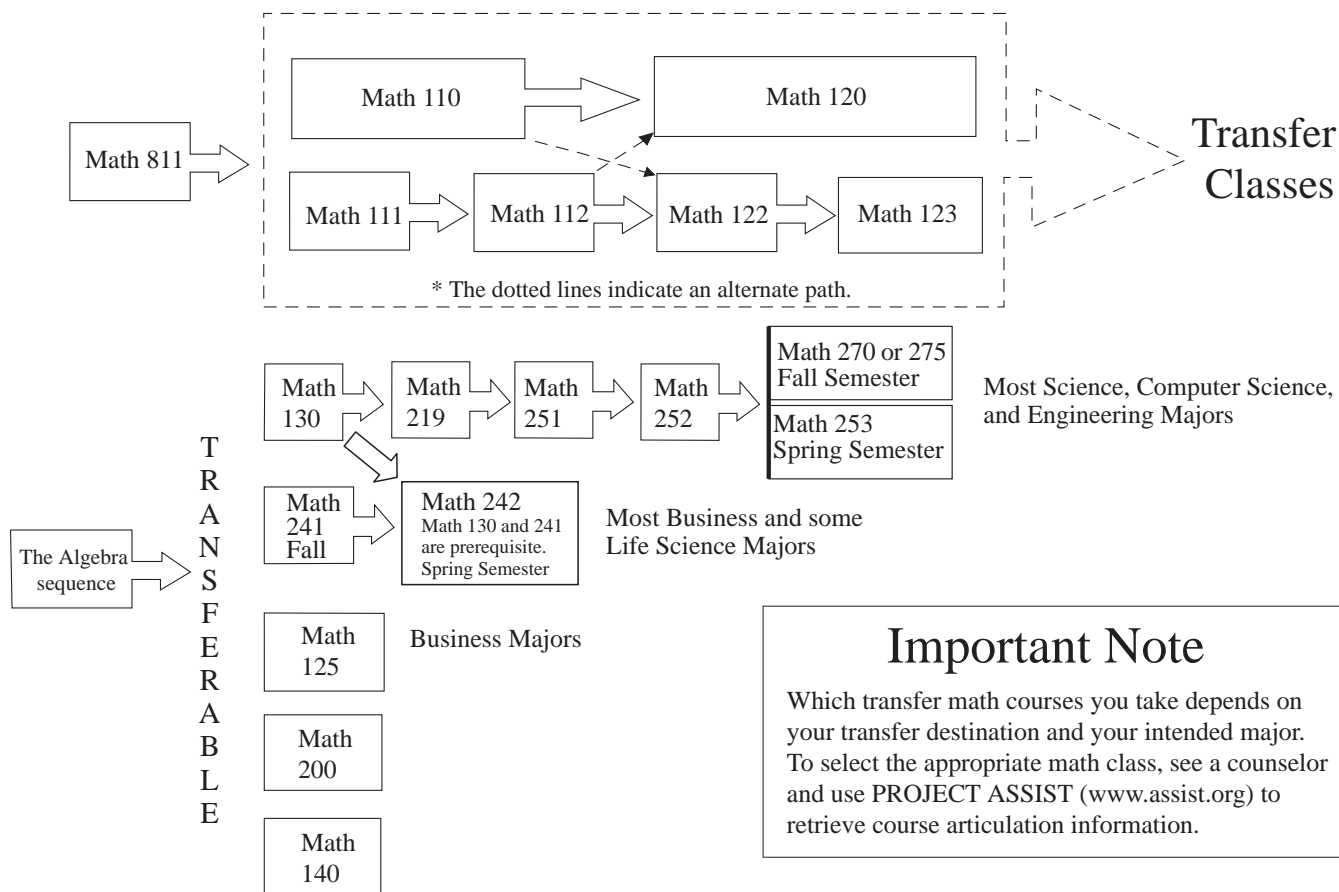 Math 811
Math 110
Math 120
Math 111
Math 112
Math 122
Math 123
* The dotted lines indicate an alternate path.
Transfer
Classes
The Algebra
sequence
T
R
A
N
S
F
E
R
A
B
L
E
Math
130
Math
219
Math
251
Math
252
Math 270 or 275
Fall Semester
Math 253
Spring Semester
Most Science, Computer Science,
and Engineering Majors
Math
241
Fall
Math 242
Math 130 and 241
are prerequisite.
Spring Semester
Most Business and some
Life Science Majors
Math
125
Business Majors
Math
200
Math
140
Important Note
Which transfer math courses you take depends on
your transfer destination and your intended major.
To select the appropriate math class, see a counselor
and use PROJECT ASSIST (www.assist.org) to
retrieve course articulation information.